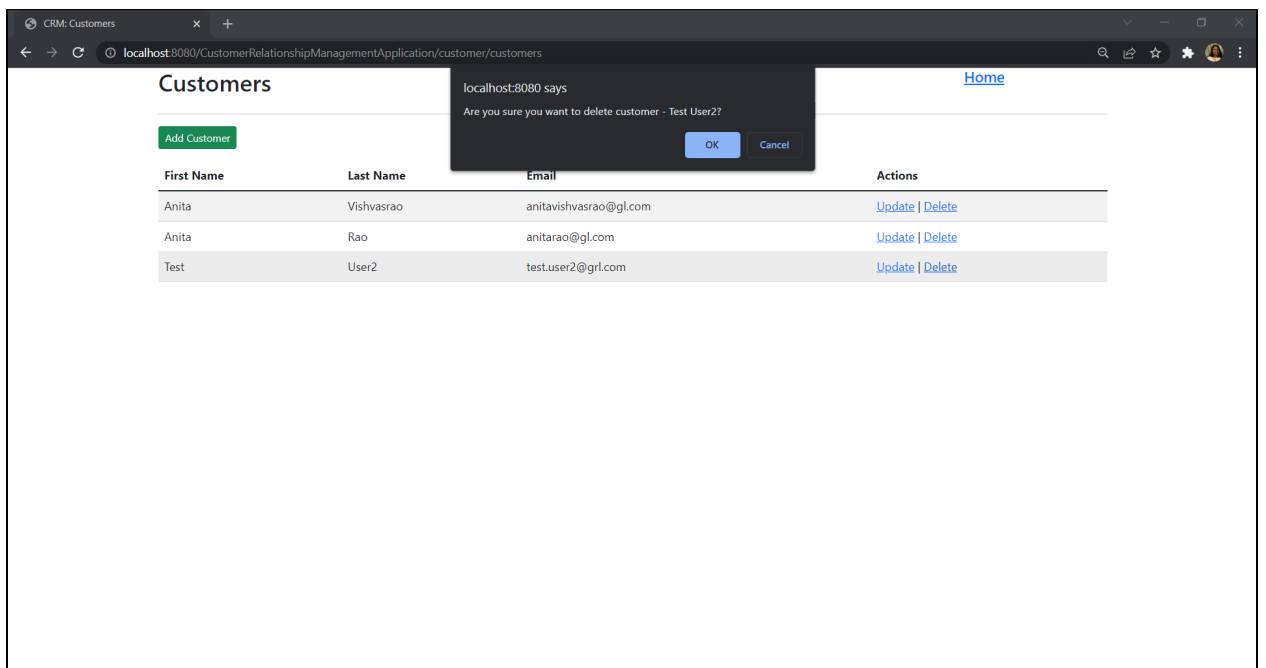 CRM: Customers
localhost:8080/CustomerRelationshipManagementApplication/customer/customers
Customers
Home
localhost:8080 says
Are you sure you want to delete customer - Test User2?
OK Cancel
Add Customer
First Name Last Name Email Actions
Anita Vishvasrao anitavishvasrao@gl.com Update | Delete
Anita Rao anitarao@gl.com Update | Delete
Test User2 test.user2@grl.com Update | Delete